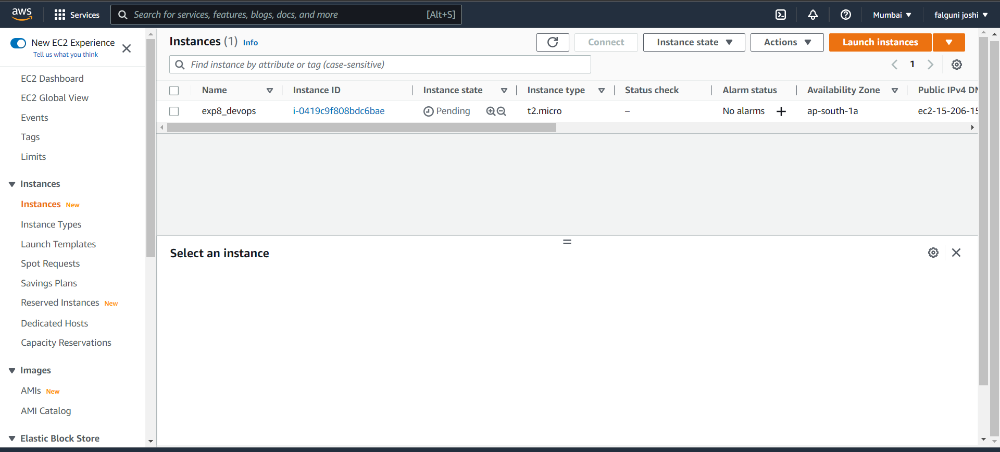 aws Services Search for services, features, blogs, docs, and more [Alt+S] Mumbai falguni joshi
New EC2 Experience
Tell us what you think
EC2 Dashboard
EC2 Global View
Events
Tags
Limits
Instances
Instances New
Instance Types
Launch Templates
Spot Requests
Savings Plans
Reserved Instances New
Dedicated Hosts
Capacity Reservations
Images
AMIs New
AMI Catalog
Elastic Block Store
Instances (1) Info Connect Instance state Actions Launch instances
Find instance by attribute or tag (case-sensitive) 1
Name Instance ID Instance state Instance type Status check Alarm status Availability Zone Public IPv4 DN
exp8_devops i-0419c9f808bdc6bae Pending t2.micro – No alarms + ap-south-1a ec2-15-206-15
Select an instance